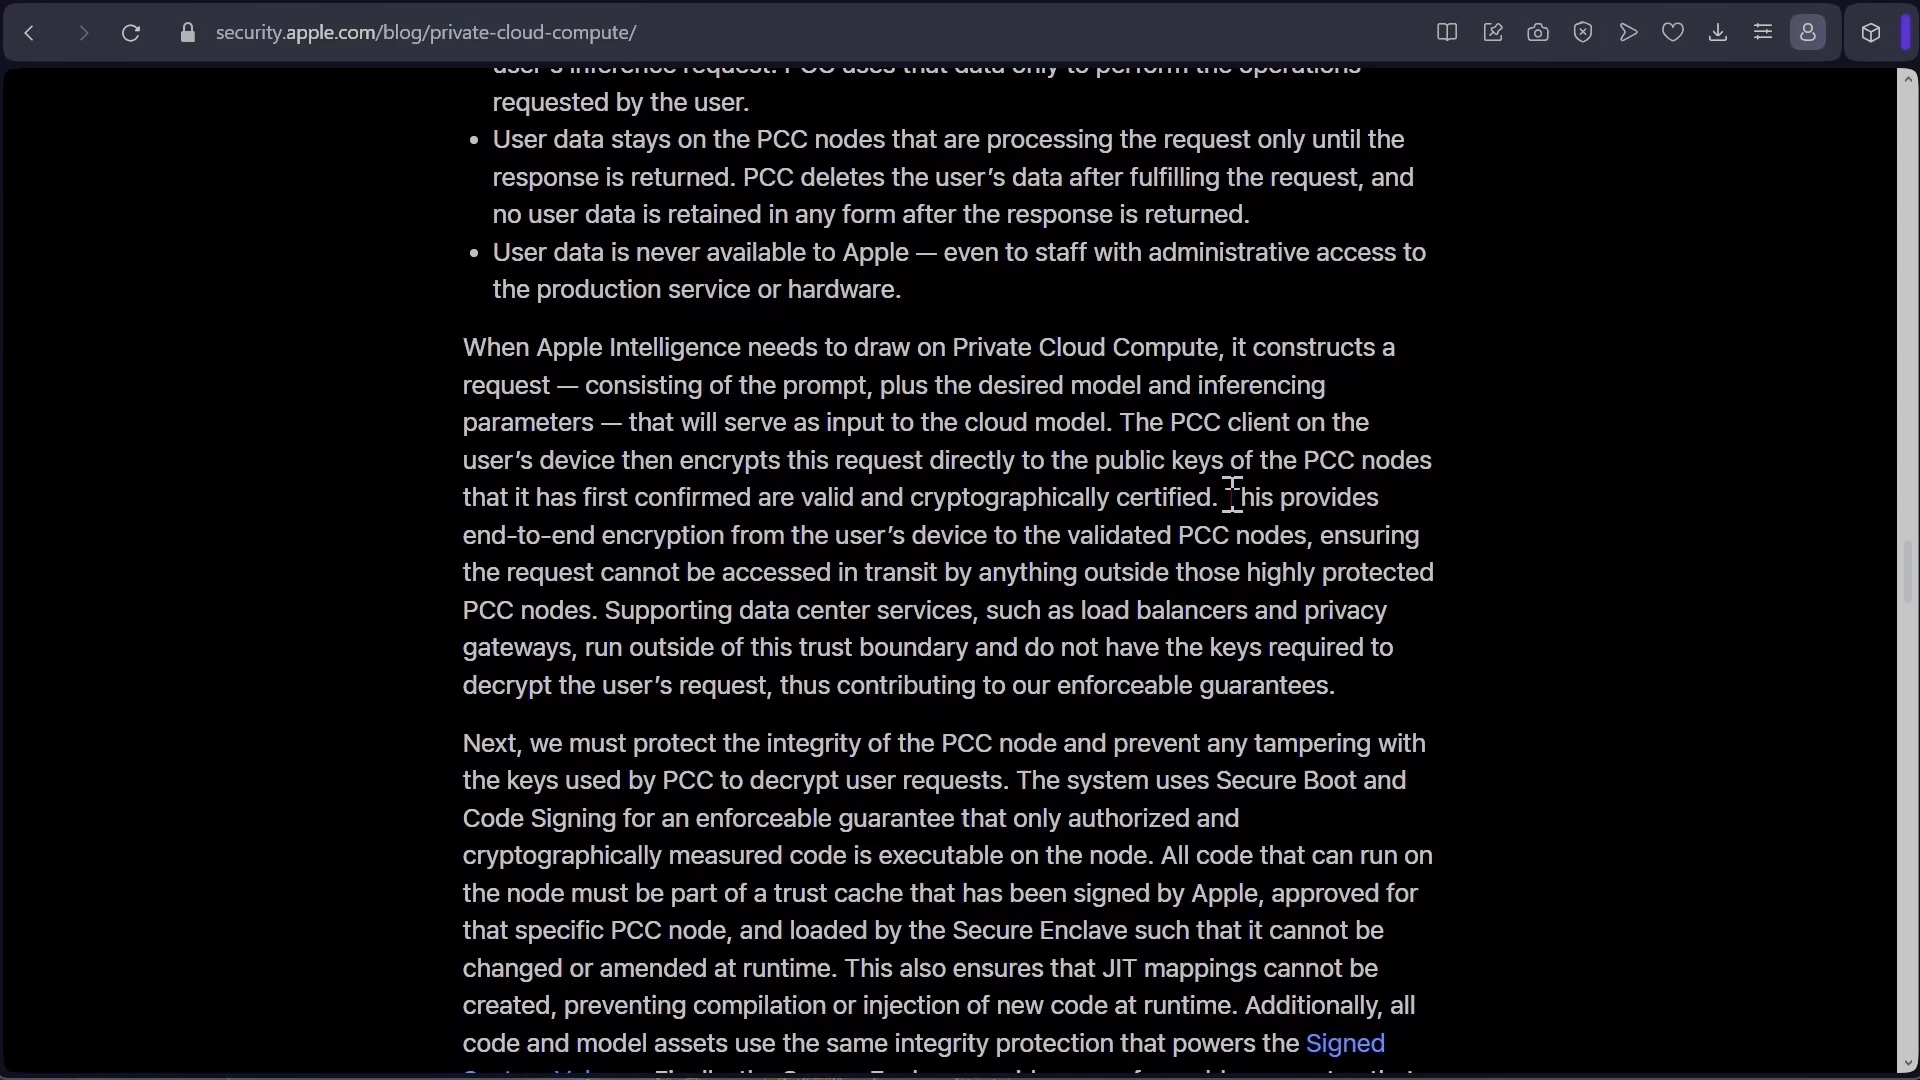 security.apple.com/blog/private-cloud-compute/
user's inference request. PCC uses that data only to perform the operations
requested by the user.
• User data stays on the PCC nodes that are processing the request only until the
response is returned. PCC deletes the user’s data after fulfilling the request, and
no user data is retained in any form after the response is returned.
• User data is never available to Apple — even to staff with administrative access to
the production service or hardware.
When Apple Intelligence needs to draw on Private Cloud Compute, it constructs a
request — consisting of the prompt, plus the desired model and inferencing
parameters — that will serve as input to the cloud model. The PCC client on the
user’s device then encrypts this request directly to the public keys of the PCC nodes
that it has first confirmed are valid and cryptographically certified. This provides
end-to-end encryption from the user’s device to the validated PCC nodes, ensuring
the request cannot be accessed in transit by anything outside those highly protected
PCC nodes. Supporting data center services, such as load balancers and privacy
gateways, run outside of this trust boundary and do not have the keys required to
decrypt the user’s request, thus contributing to our enforceable guarantees.
Next, we must protect the integrity of the PCC node and prevent any tampering with
the keys used by PCC to decrypt user requests. The system uses Secure Boot and
Code Signing for an enforceable guarantee that only authorized and
cryptographically measured code is executable on the node. All code that can run on
the node must be part of a trust cache that has been signed by Apple, approved for
that specific PCC node, and loaded by the Secure Enclave such that it cannot be
changed or amended at runtime. This also ensures that JIT mappings cannot be
created, preventing compilation or injection of new code at runtime. Additionally, all
code and model assets use the same integrity protection that powers the Signed